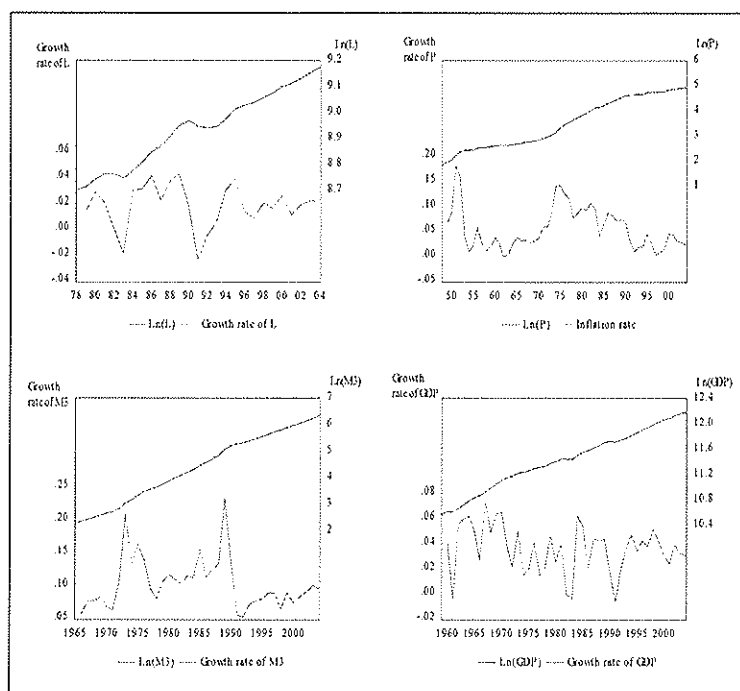 Growth
rate of L
Ln(L)
9.2
9.1
9.0
8.9
8.8
8.7
.06
.04
.02
.00
-.02
-.04
78 80 82 84 86 88 90 92 94 96 98 00 02 04
Ln(L) Growth rate of L
Growth
rate of P
Ln(P)
6
5
4
3
2
1
.20
.15
.10
.05
.00
-.05
50 55 60 65 70 75 80 85 90 95 00
Ln(P) Inflation rate
Growth
rate of M3
Ln(M3)
7
6
5
4
3
2
.25
.20
.15
.10
.05
1965 1970 1975 1980 1985 1990 1995 2000
Ln(M3) Growth rate of M3
Growth
rate of GDP
Ln(GDP)
12.4
12.0
11.6
11.2
10.8
10.4
.08
.06
.04
.02
.00
-.02
1960 1965 1970 1975 1980 1985 1990 1995 2000
Ln(GDP) Growth rate of GDP